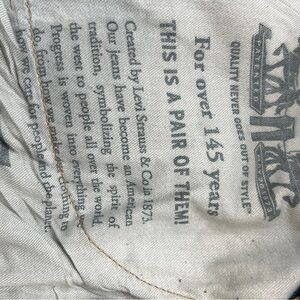 QUALITY NEVER GOES OUT OF STYLE
For over 145 years
THIS IS A PAIR OF THEM!
Created by Levi Strauss & Co. in 1873.
Our jeans have become an American
tradition, symbolizing the spirit of
the west to people all over the world.
Progress is woven into everything we
do, from how we make our clothing to
how we care for people and the planet.